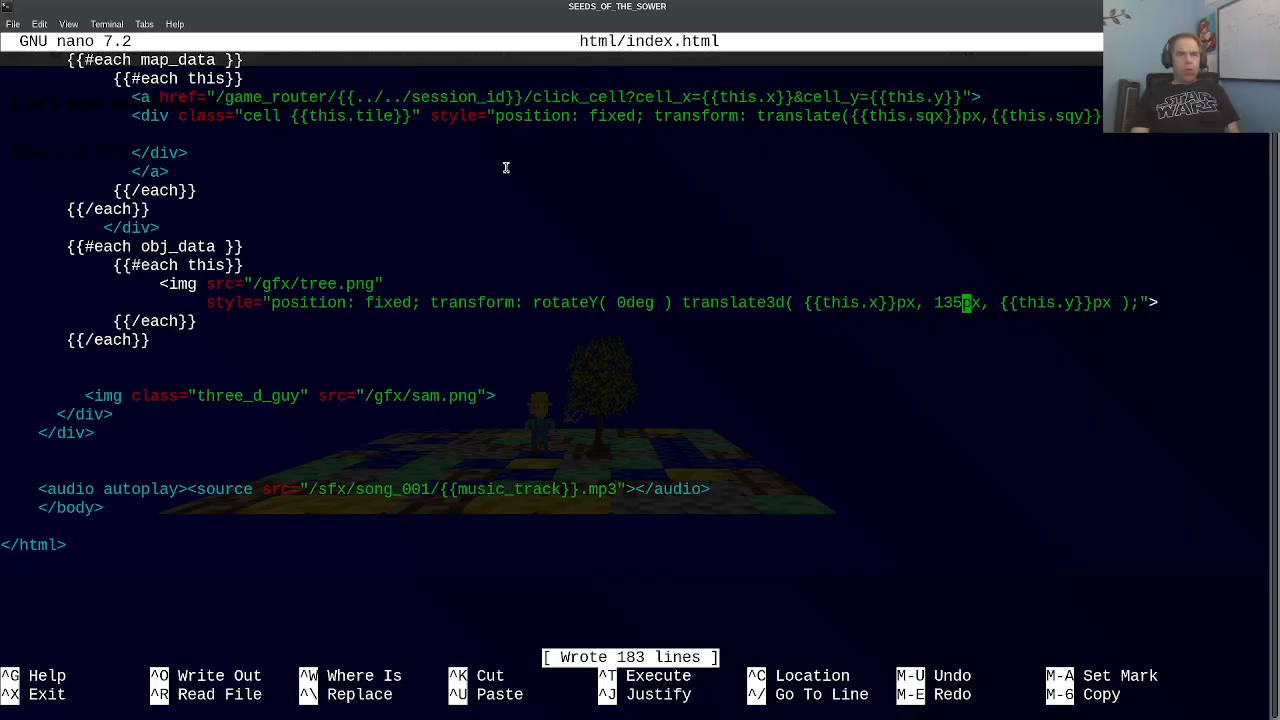 SEEDS_OF_THE_SOWER
File Edit View Terminal Tabs Help
GNU nano 7.2 html/index.html
{{#each map_data }}
{{#each this}}
<a href="/game_router/{{../../session_id}}/click_cell?cell_x={{this.x}}&cell_y={{this.y}}">
<div class="cell {{this.tile}}" style="position: fixed; transform: translate({{this.sqx}}px,{{this.sqy}}
</div>
</a>
{{/each}}
{{/each}}
</div>
{{#each obj_data }}
{{#each this}}
<img src="/gfx/tree.png"
style="position: fixed; transform: rotateY( 0deg ) translate3d( {{this.x}}px, 135px, {{this.y}}px );">
{{/each}}
{{/each}}
<img class="three_d_guy" src="/gfx/sam.png">
</div>
</div>
<audio autoplay><source src="/sfx/song_001/{{music_track}}.mp3"></audio>
</body>
</html>
[ Wrote 183 lines ]
^G Help ^O Write Out ^W Where Is ^K Cut ^T Execute ^C Location M-U Undo M-A Set Mark
^X Exit ^R Read File ^\ Replace ^U Paste ^J Justify ^/ Go To Line M-E Redo M-6 Copy
STAR WARS